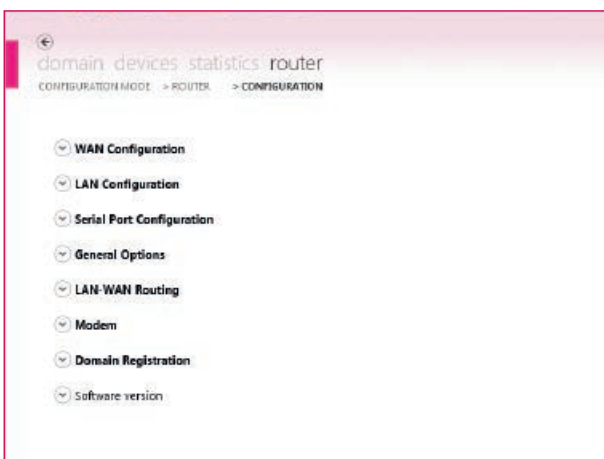 domain devices statistics router
CONFIGURATION MODE > ROUTER > CONFIGURATION
WAN Configuration
LAN Configuration
Serial Port Configuration
General Options
LAN-WAN Routing
Modem
Domain Registration
Software version